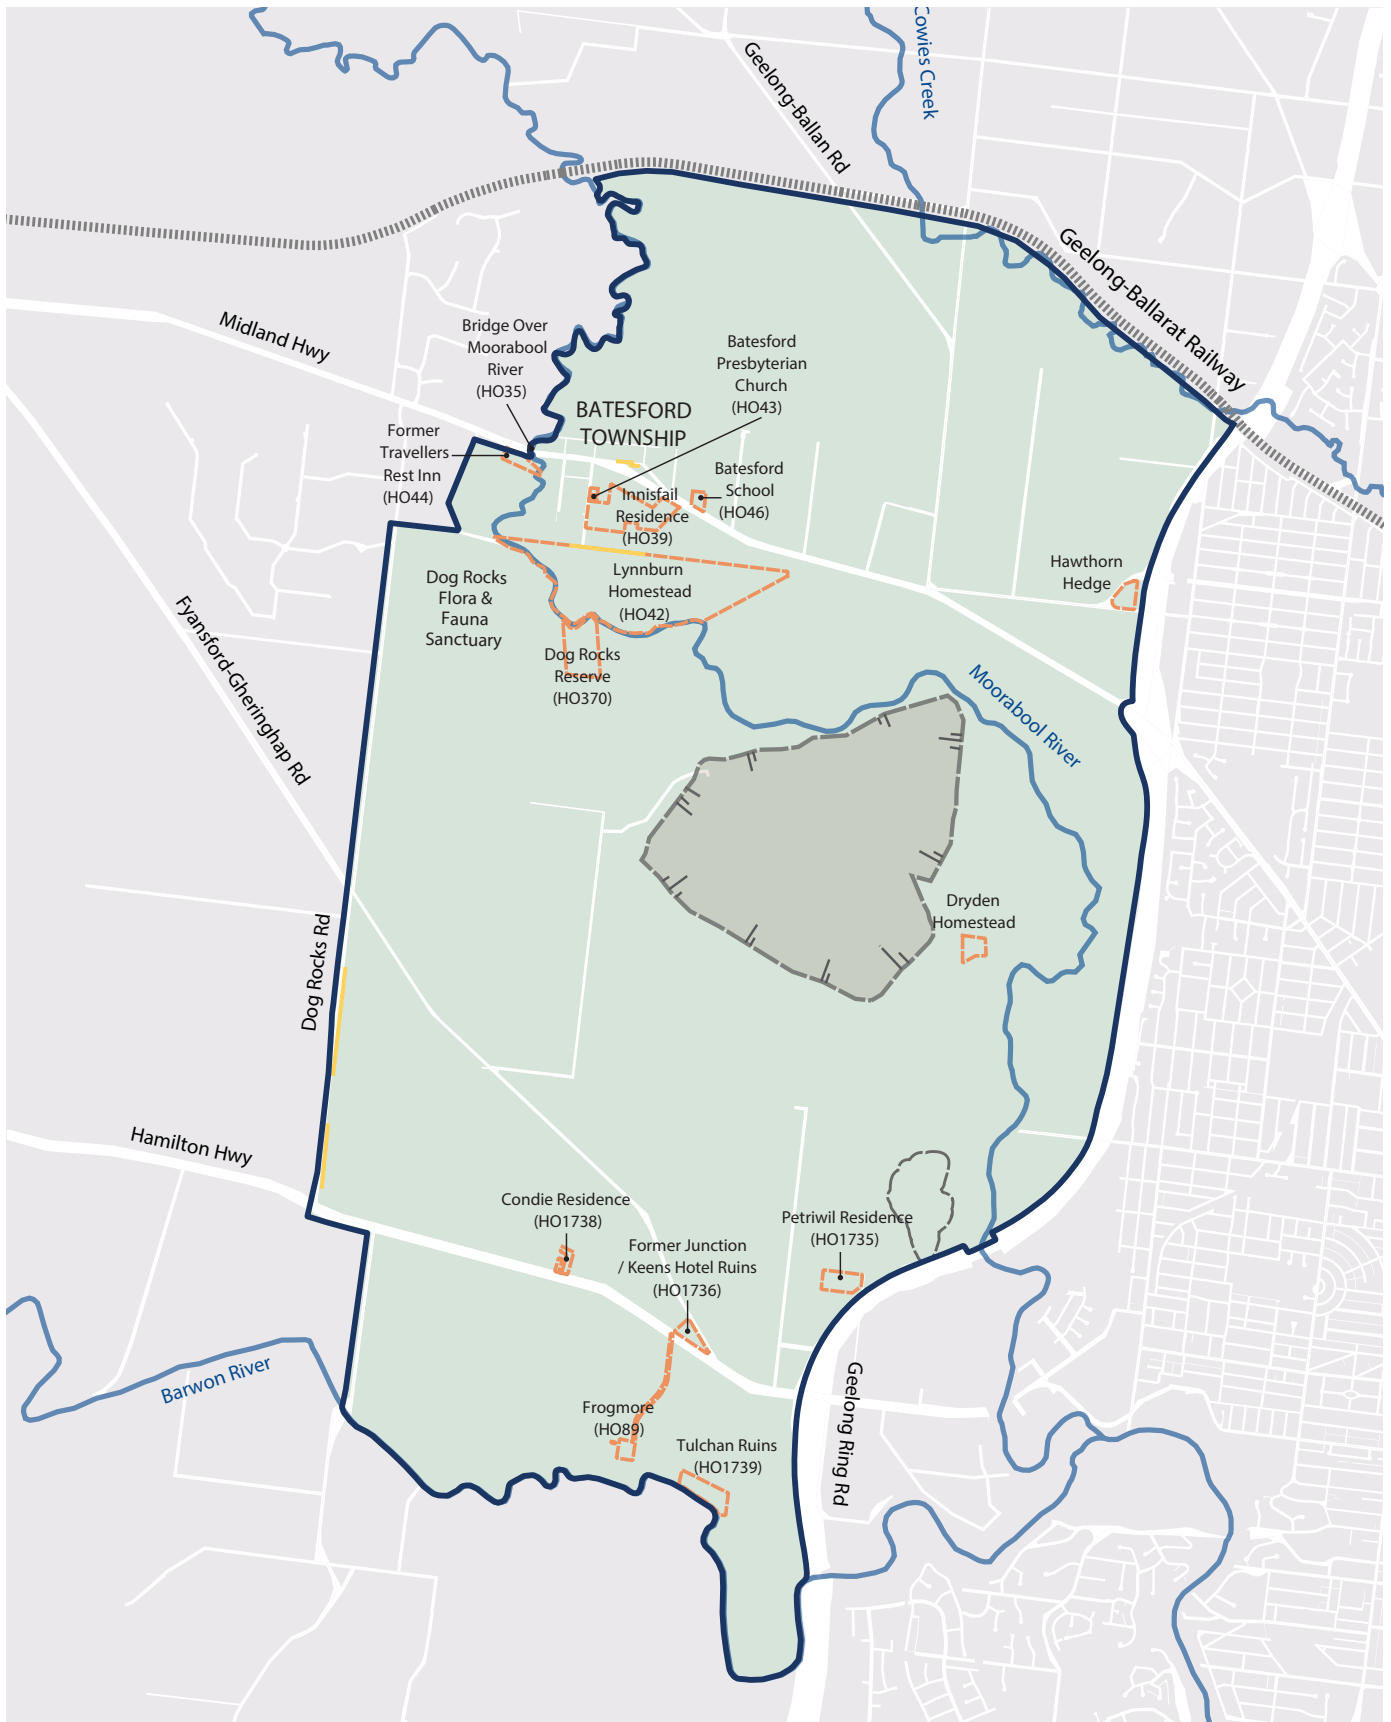 Cowies Creek
Geelong-Ballan Rd
Geelong-Ballarat Railway
Midland Hwy
Bridge Over
Moorabool
River
(HO35)
Batesford
Presbyterian
Church
(HO43)
BATESFORD
TOWNSHIP
Former
Travellers
Rest Inn
(HO44)
Batesford
School
(HO46)
Innisfail
Residence
(HO39)
Hawthorn
Hedge
Lynnburn
Homestead
(HO42)
Dog Rocks
Flora &
Fauna
Sanctuary
Dog Rocks
Reserve
(HO370)
Fyansford-Gheringhap Rd
Moorabool River
Dryden
Homestead
Dog Rocks Rd
Hamilton Hwy
Condie Residence
(HO1738)
Petriwil Residence
(HO1735)
Former Junction
/ Keens Hotel Ruins
(HO1736)
Barwon River
Geelong Ring Rd
Frogmore
(HO89)
Tulchan Ruins
(HO1739)